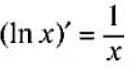 (ln x)′ = 1/x